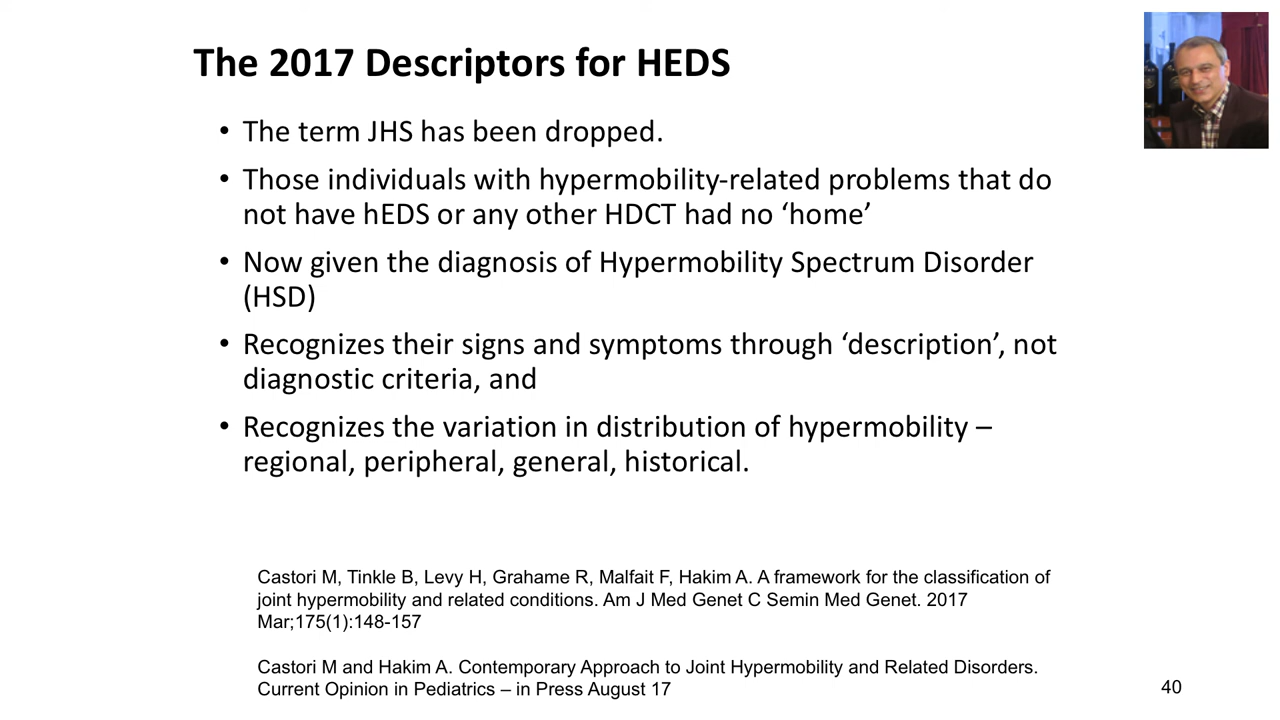 The 2017 Descriptors for HEDS
• The term JHS has been dropped.
• Those individuals with hypermobility-related problems that do
not have hEDS or any other HDCT had no ‘home’
• Now given the diagnosis of Hypermobility Spectrum Disorder
(HSD)
• Recognizes their signs and symptoms through ‘description’, not
diagnostic criteria, and
• Recognizes the variation in distribution of hypermobility –
regional, peripheral, general, historical.
Castori M, Tinkle B, Levy H, Grahame R, Malfait F, Hakim A. A framework for the classification of
joint hypermobility and related conditions. Am J Med Genet C Semin Med Genet. 2017
Mar;175(1):148-157
Castori M and Hakim A. Contemporary Approach to Joint Hypermobility and Related Disorders.
Current Opinion in Pediatrics – in Press August 17
40